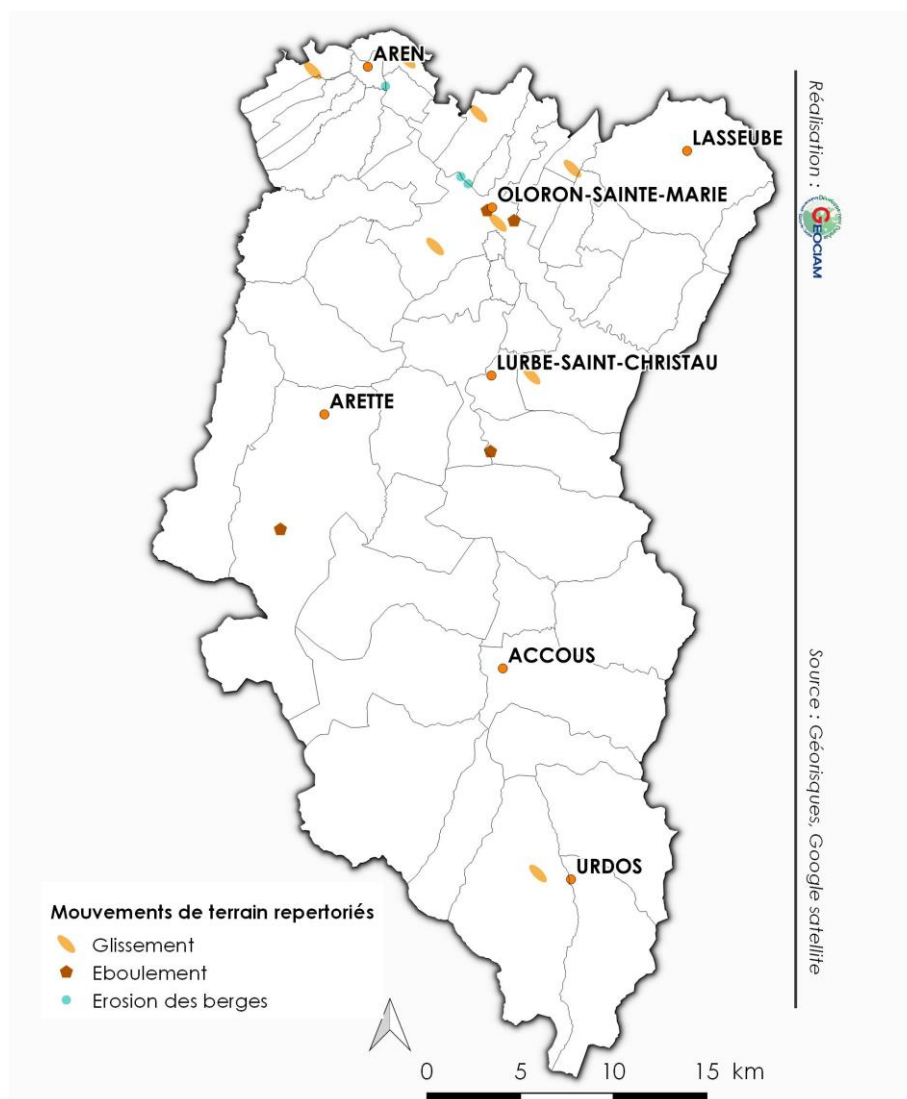 AREN
LASSEUBE
OLORON-SAINTE-MARIE
LURBE-SAINT-CHRISTAU
ARETTE
ACCOUS
URDOS
Mouvements de terrain repertoriés
Glissement
Eboulement
Erosion des berges
0 5 10 15 km
Réalisation :
GEOCIAM
Source : Géorisques, Google satellite